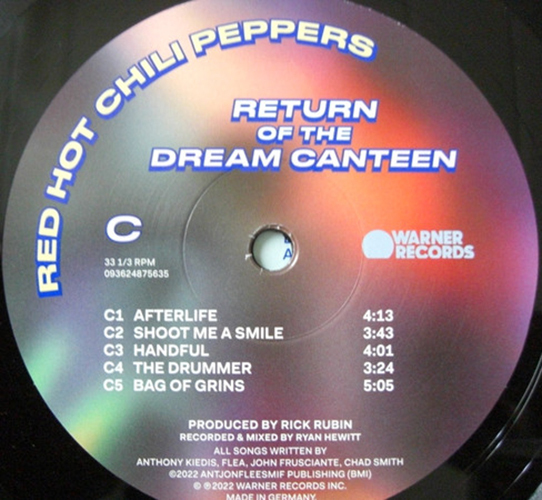 RED HOT CHILI PEPPERS
RETURN
OF THE
DREAM CANTEEN
C
WARNER
RECORDS
33 1/3 RPM
093624875635
C1 AFTERLIFE 4:13
C2 SHOOT ME A SMILE 3:43
C3 HANDFUL 4:01
C4 THE DRUMMER 3:24
C5 BAG OF GRINS 5:05
PRODUCED BY RICK RUBIN
RECORDED & MIXED BY RYAN HEWITT
ALL SONGS WRITTEN BY
ANTHONY KIEDIS, FLEA, JOHN FRUSCIANTE, CHAD SMITH
©2022 ANTJONFLEESMIF PUBLISHING (BMI)
© ℗2022 WARNER RECORDS INC.
MADE IN GERMANY.